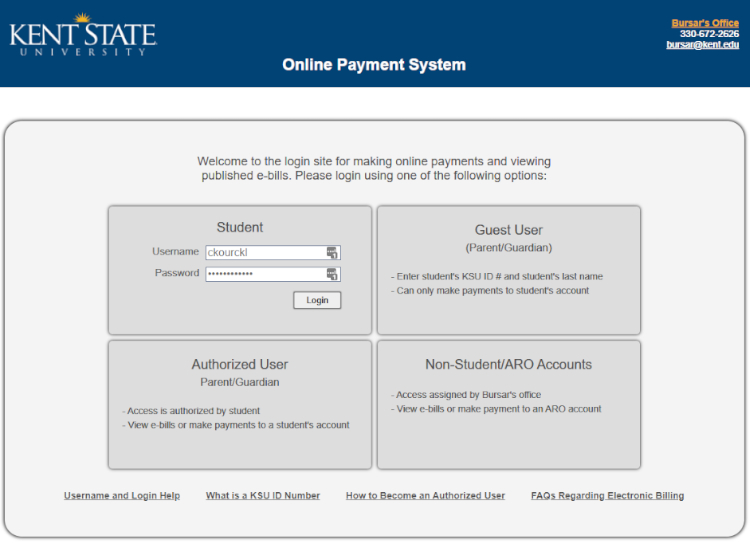 KENT STATE
UNIVERSITY
Bursar's Office
330-672-2626
bursar@kent.edu
Online Payment System
Welcome to the login site for making online payments and viewing
published e-bills. Please login using one of the following options:
Student
Username ckourckl
Password ••••••••••••
Login
Guest User
(Parent/Guardian)
- Enter student's KSU ID # and student's last name
- Can only make payments to student's account
Authorized User
Parent/Guardian
- Access is authorized by student
- View e-bills or make payments to a student's account
Non-Student/ARO Accounts
- Access assigned by Bursar's office
- View e-bills or make payment to an ARO account
Username and Login Help What is a KSU ID Number How to Become an Authorized User FAQs Regarding Electronic Billing